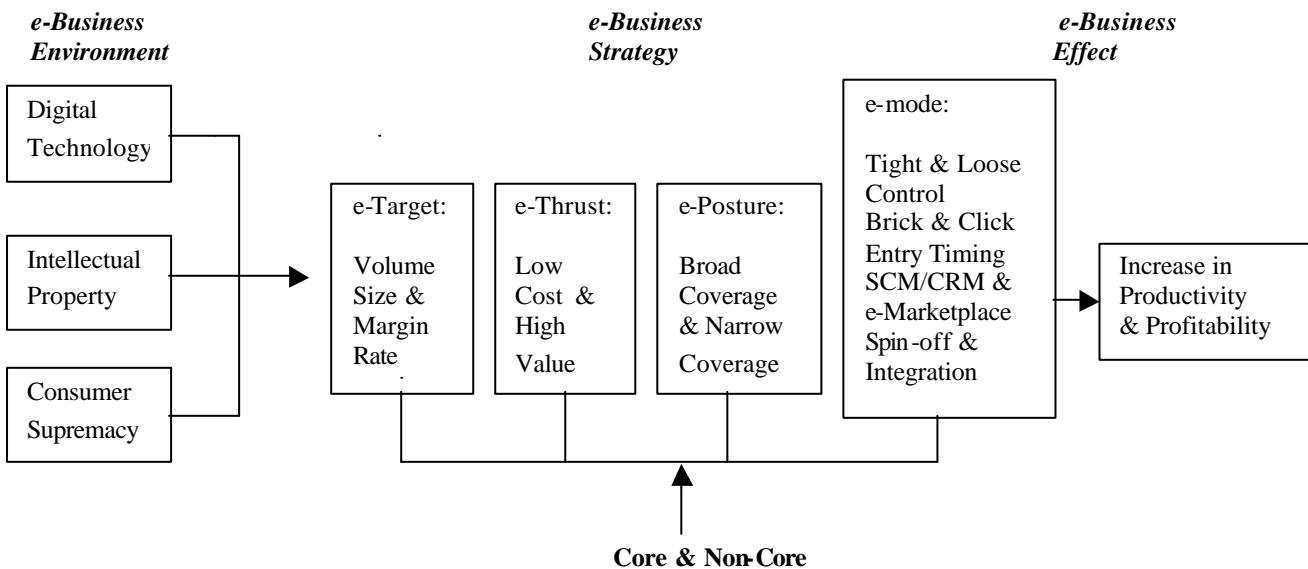 e-Business
Environment
e-Business
Strategy
e-Business
Effect
Digital
Technology
Intellectual
Property
Consumer
Supremacy
e-Target:
Volume
Size &
Margin
Rate
e-Thrust:
Low
Cost &
High
Value
e-Posture:
Broad
Coverage
& Narrow
Coverage
e-mode:
Tight & Loose
Control
Brick & Click
Entry Timing
SCM/CRM &
e-Marketplace
Spin-off &
Integration
Increase in
Productivity
& Profitability
Core & Non-Core